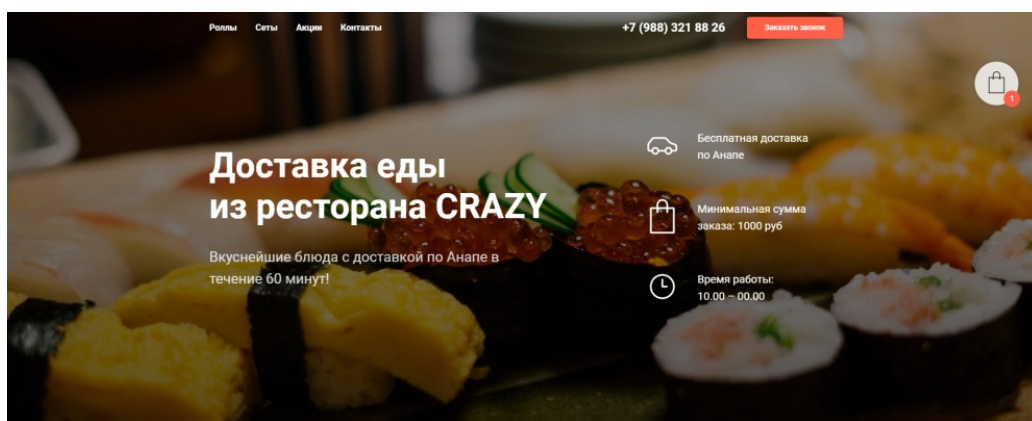 Роллы Сеты Акции Контакты
+7 (988) 321 88 26
Заказать звонок
1
Доставка еды
из ресторана CRAZY
Вкуснейшие блюда с доставкой по Анапе в
течение 60 минут!
Бесплатная доставка
по Анапе
Минимальная сумма
заказа: 1000 руб
Время работы:
10.00 – 00.00